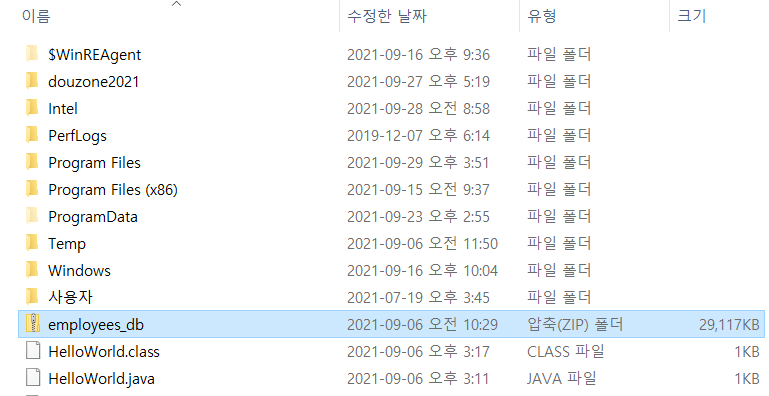 이름 수정한 날짜 유형 크기
$WinREAgent 2021-09-16 오후 9:36 파일 폴더
douzone2021 2021-09-27 오후 5:19 파일 폴더
Intel 2021-09-28 오전 8:58 파일 폴더
PerfLogs 2019-12-07 오후 6:14 파일 폴더
Program Files 2021-09-29 오후 3:51 파일 폴더
Program Files (x86) 2021-09-15 오전 9:37 파일 폴더
ProgramData 2021-09-23 오후 2:55 파일 폴더
Temp 2021-09-06 오전 11:50 파일 폴더
Windows 2021-09-16 오후 10:04 파일 폴더
사용자 2021-07-19 오후 3:45 파일 폴더
employees_db 2021-09-06 오전 10:29 압축(ZIP) 폴더 29,117KB
HelloWorld.class 2021-09-06 오후 3:17 CLASS 파일 1KB
HelloWorld.java 2021-09-06 오후 3:11 JAVA 파일 1KB